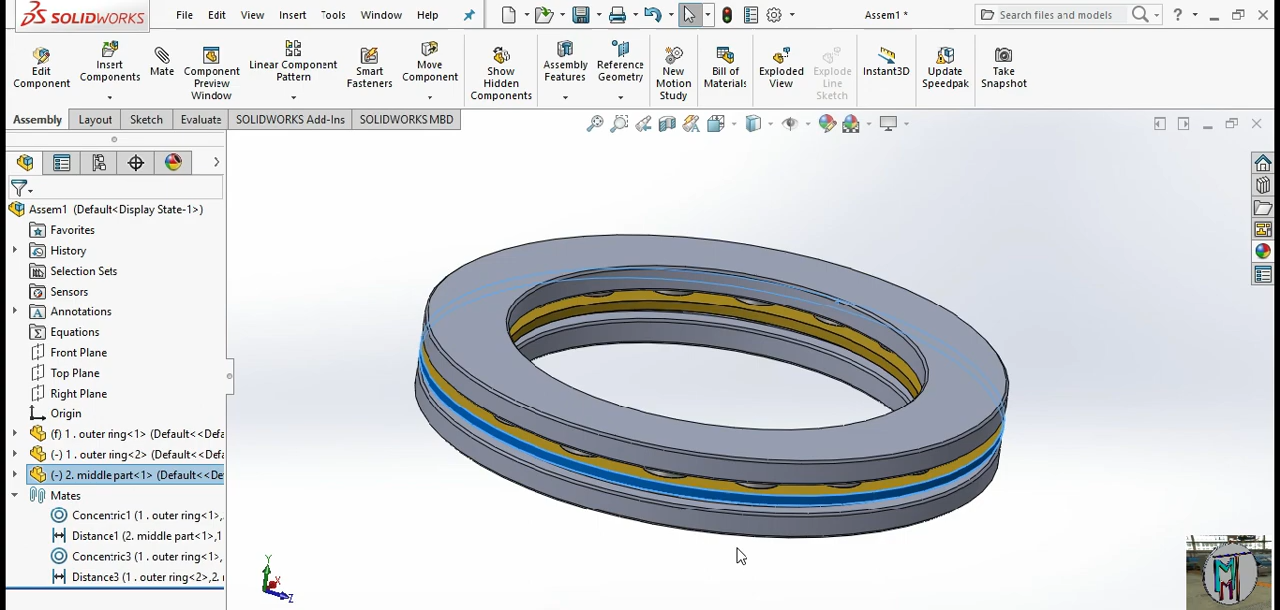 SOLIDWORKS File Edit View Insert Tools Window Help Assem1 * Search files and models ?
Edit Component
Insert Components
Mate
Component Preview Window
Linear Component Pattern
Smart Fasteners
Move Component
Show Hidden Components
Assembly Features
Reference Geometry
New Motion Study
Bill of Materials
Exploded View
Explode Line Sketch
Instant3D
Update Speedpak
Take Snapshot
Assembly Layout Sketch Evaluate SOLIDWORKS Add-Ins SOLIDWORKS MBD
Assem1 (Default<Display State-1>)
Favorites
History
Selection Sets
Sensors
Annotations
Equations
Front Plane
Top Plane
Right Plane
Origin
(f) 1 . outer ring<1> (Default<<Defa
(-) 1 . outer ring<2> (Default<<Defa
(-) 2. middle part<1> (Default<<De
Mates
Concentric1 (1 . outer ring<1>,
Distance1 (2. middle part<1>,1
Concentric3 (1 . outer ring<1>,
Distance3 (1 . outer ring<2>,2.
Y
X
Z